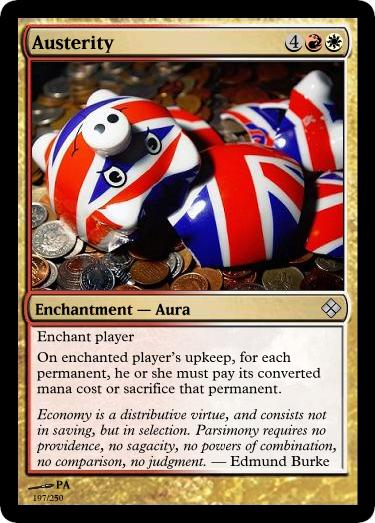 Austerity 4
Enchantment — Aura
Enchant player
On enchanted player's upkeep, for each
permanent, he or she must pay its converted
mana cost or sacrifice that permanent.
Economy is a distributive virtue, and consists not
in saving, but in selection. Parsimony requires no
providence, no sagacity, no powers of combination,
no comparison, no judgment. — Edmund Burke
PA
197/250